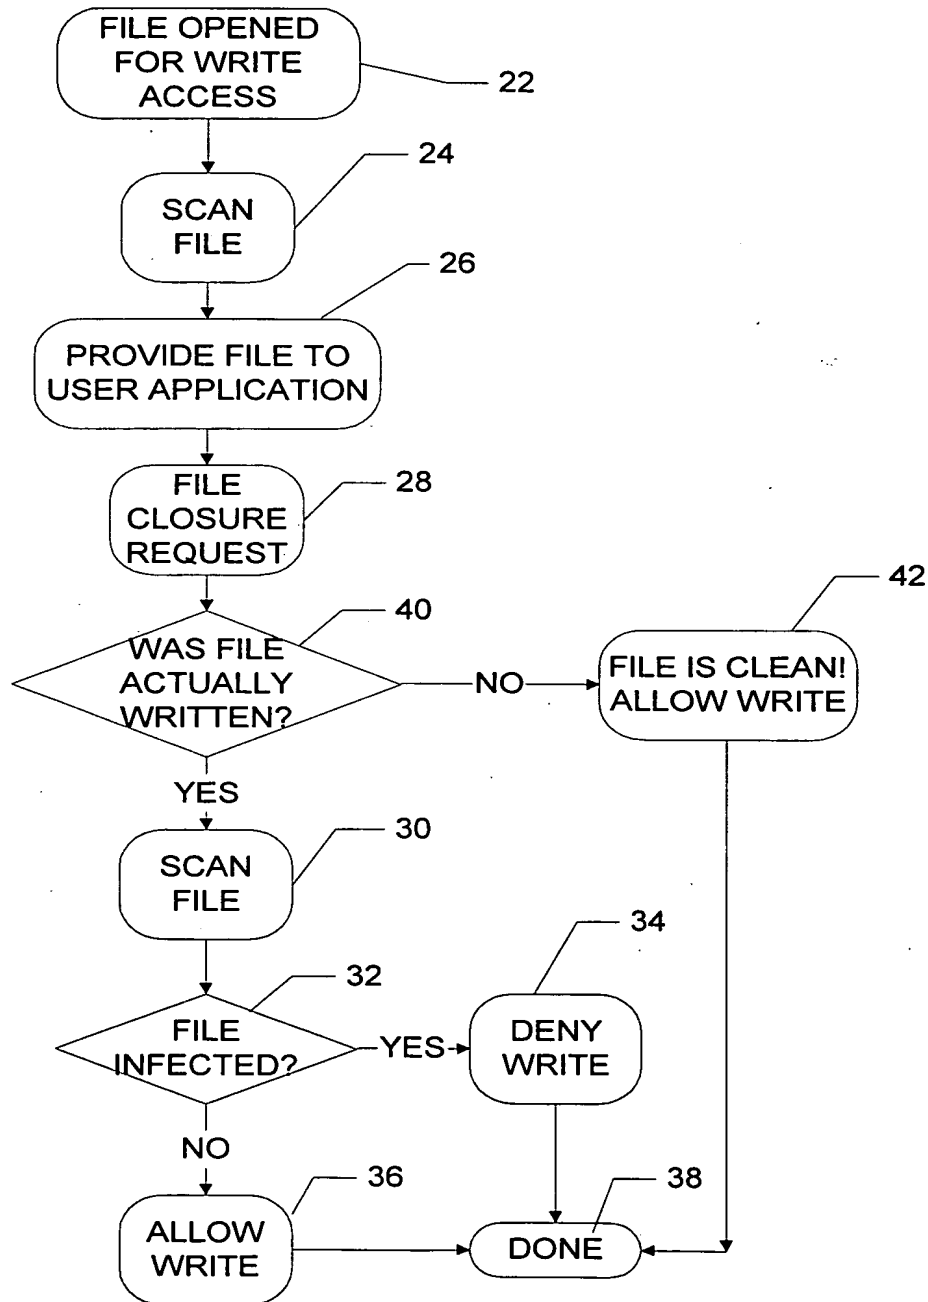 FILE OPENED
FOR WRITE
ACCESS
22
24
SCAN
FILE
26
PROVIDE FILE TO
USER APPLICATION
28
FILE
CLOSURE
REQUEST
40
WAS FILE
ACTUALLY
WRITTEN?
NO
42
FILE IS CLEAN!
ALLOW WRITE
YES
30
SCAN
FILE
32
FILE
INFECTED?
YES
34
DENY
WRITE
NO
36
ALLOW
WRITE
38
DONE